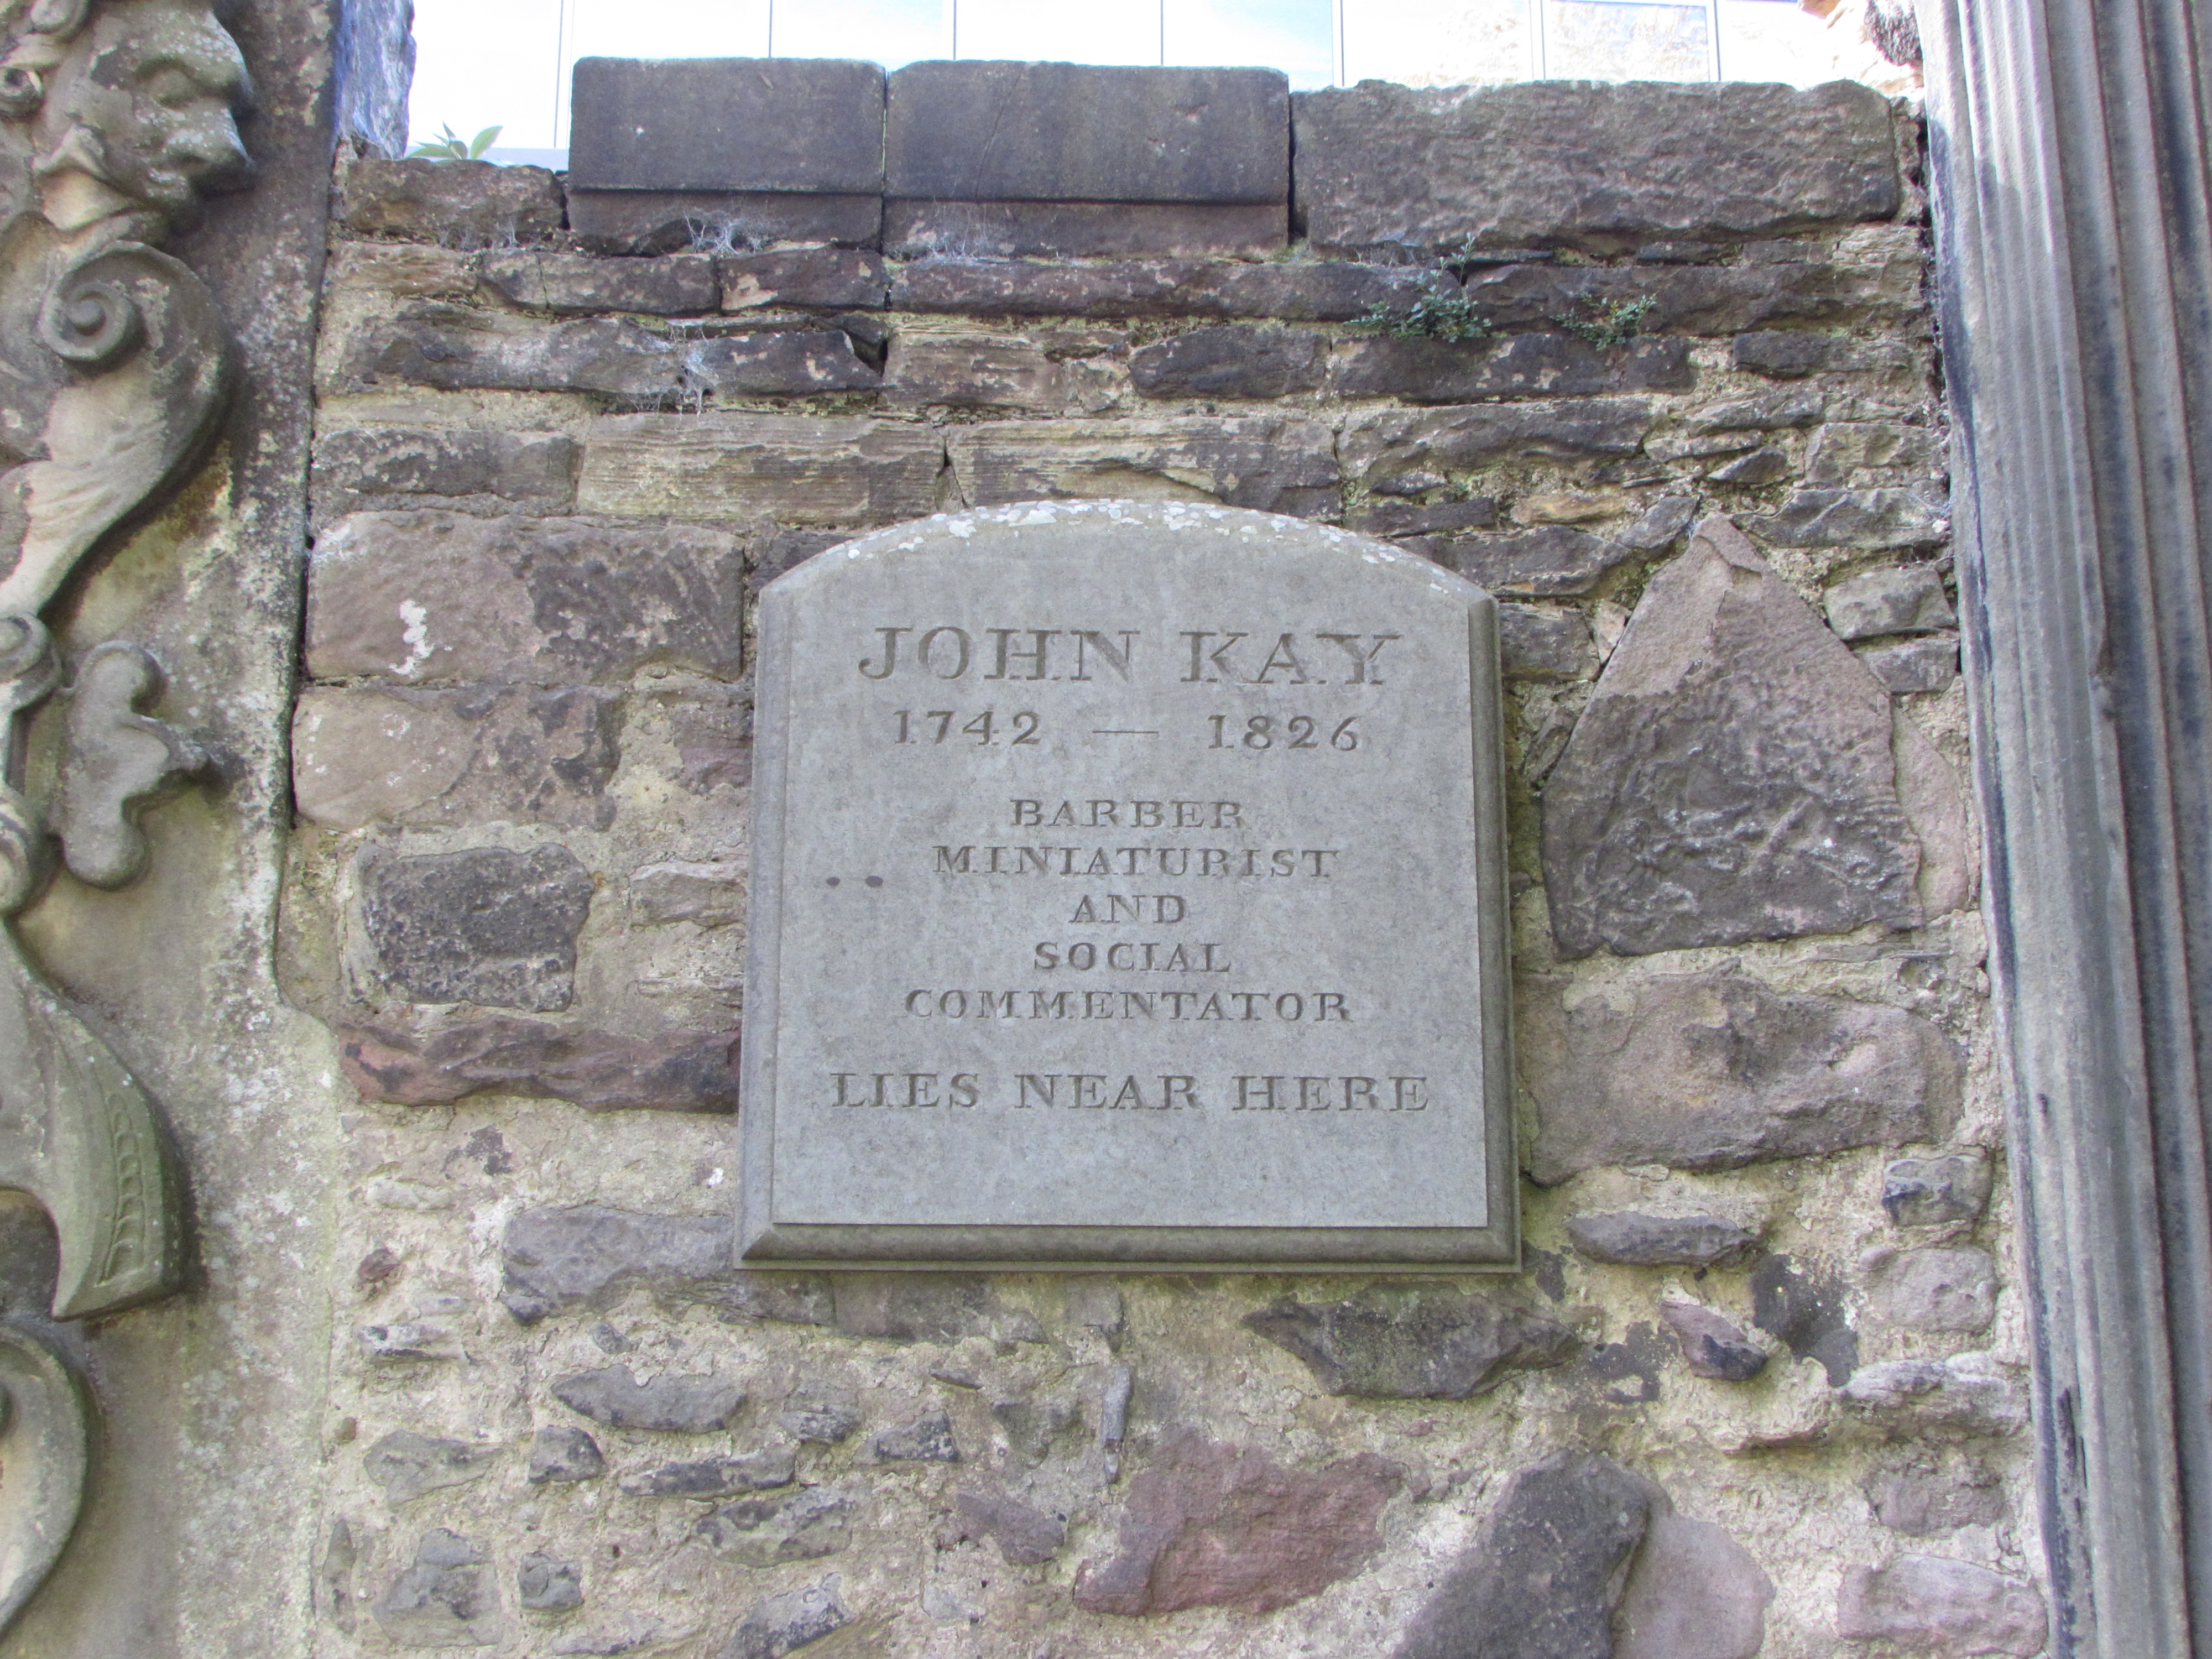 JOHN KAY
1742 — 1826
BARBER
MINIATURIST
AND
SOCIAL
COMMENTATOR
LIES NEAR HERE